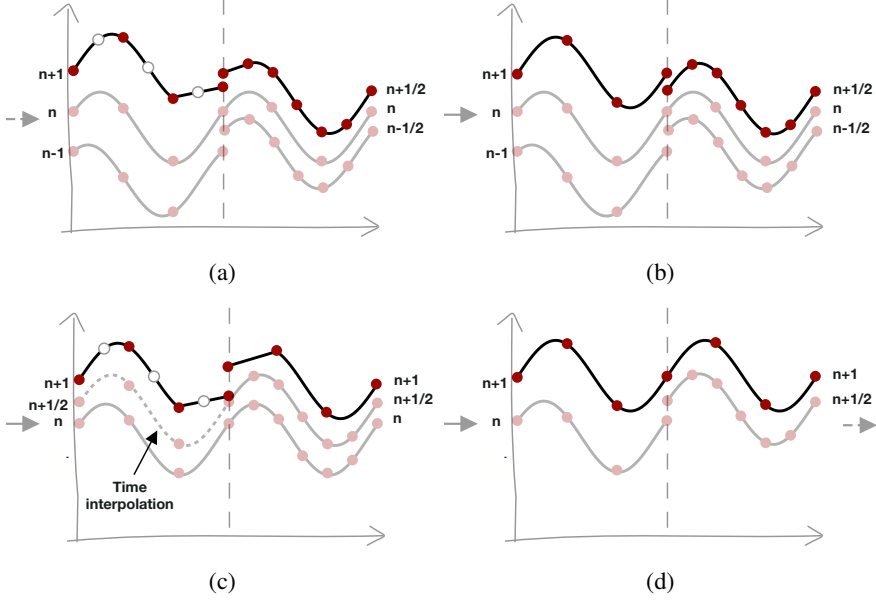 n+1
n
n-1
n+1/2
n
n-1/2
(a)
n+1
n
n-1
n+1/2
n
n-1/2
(b)
n+1
n+1/2
n
Time
interpolation
n+1
n+1/2
n
(c)
n+1
n
n+1
n+1/2
(d)